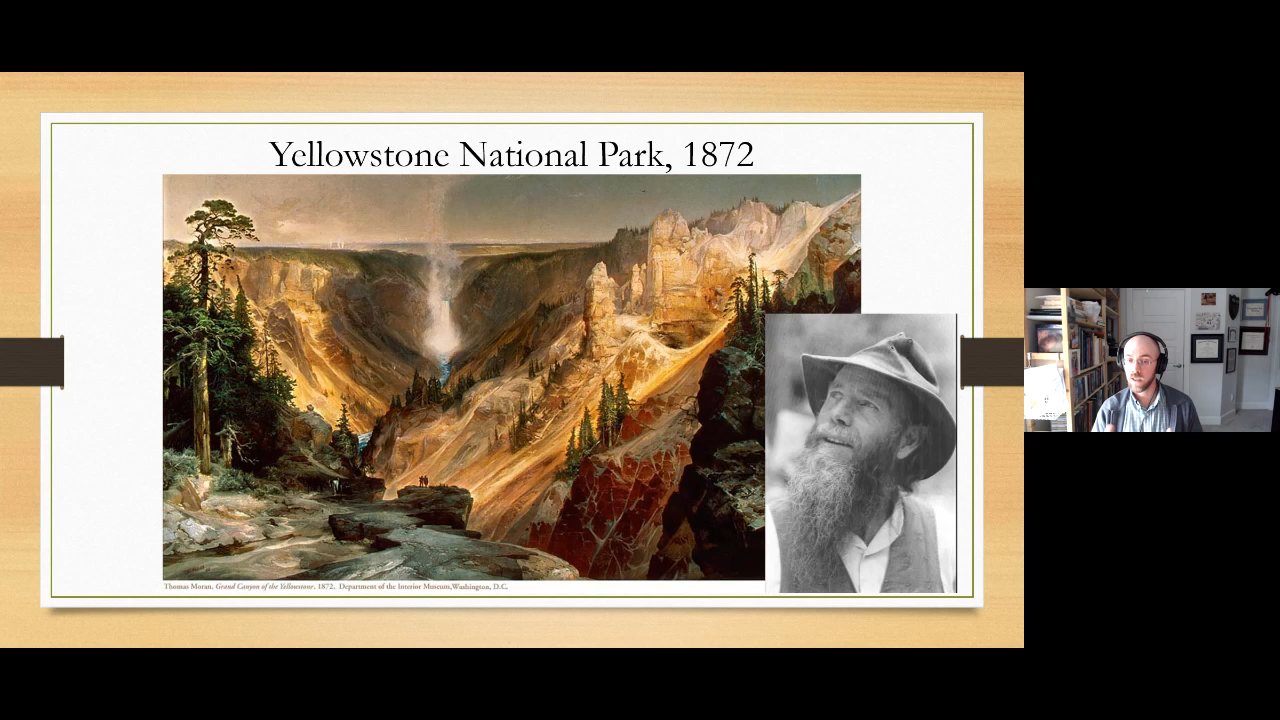 Yellowstone National Park, 1872
Thomas Moran, Grand Canyon of the Yellowstone, 1872. Department of the Interior Museum,Washington, D.C.